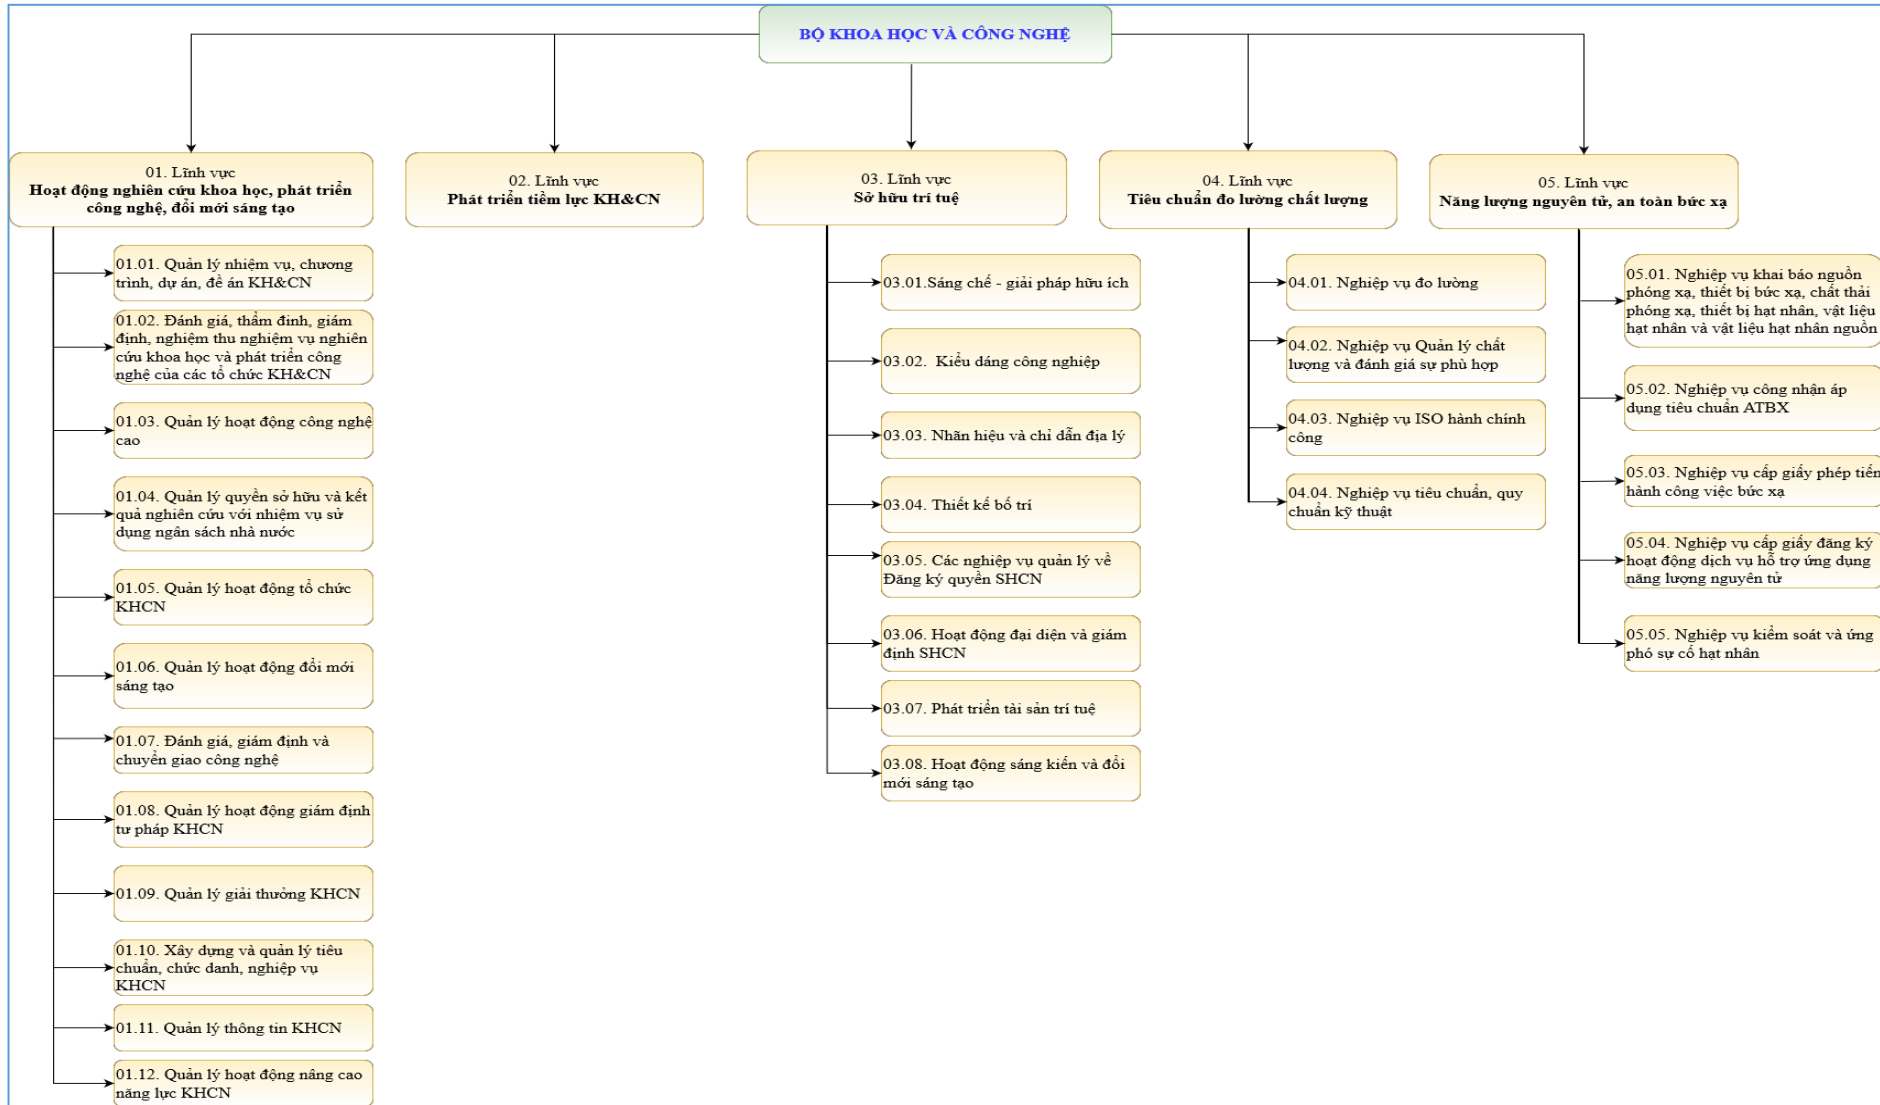 BỘ KHOA HỌC VÀ CÔNG NGHỆ
01. Lĩnh vực
Hoạt động nghiên cứu khoa học, phát triển
công nghệ, đổi mới sáng tạo
01.01. Quản lý nhiệm vụ, chương
trình, dự án, đề án KH&CN
01.02. Đánh giá, thẩm đinh, giám
định, nghiệm thu nghiệm vụ nghiên
cứu khoa học và phát triển công
nghệ của các tổ chức KH&CN
01.03. Quản lý hoạt động công nghệ
cao
01.04. Quản lý quyền sở hữu và kết
quả nghiên cứu với nhiệm vụ sử
dụng ngân sách nhà nước
01.05. Quản lý hoạt động tổ chức
KHCN
01.06. Quản lý hoạt động đổi mới
sáng tạo
01.07. Đánh giá, giám định và
chuyển giao công nghệ
01.08. Quản lý hoạt động giám định
tư pháp KHCN
01.09. Quản lý giải thưởng KHCN
01.10. Xây dựng và quản lý tiêu
chuẩn, chức danh, nghiệp vụ
KHCN
01.11. Quản lý thông tin KHCN
01.12. Quản lý hoạt động nâng cao
năng lực KHCN
02. Lĩnh vực
Phát triển tiềm lực KH&CN
03. Lĩnh vực
Sở hữu trí tuệ
03.01.Sáng chế - giải pháp hữu ích
03.02.  Kiểu dáng công nghiệp
03.03. Nhãn hiệu và chỉ dẫn địa lý
03.04. Thiết kế bố trí
03.05. Các nghiệp vụ quản lý về
Đăng ký quyền SHCN
03.06. Hoạt động đại diện và giám
định SHCN
03.07. Phát triển tài sản trí tuệ
03.08. Hoạt động sáng kiến và đổi
mới sáng tạo
04. Lĩnh vực
Tiêu chuẩn đo lường chất lượng
04.01. Nghiệp vụ đo lường
04.02. Nghiệp vụ Quản lý chất
lượng và đánh giá sự phù hợp
04.03. Nghiệp vụ ISO hành chính
công
04.04. Nghiệp vụ tiêu chuẩn, quy
chuẩn kỹ thuật
05. Lĩnh vực
Năng lượng nguyên tử, an toàn bức xạ
05.01. Nghiệp vụ khai báo nguồn
phóng xạ, thiết bị bức xạ, chất thải
phóng xạ, thiết bị hạt nhân, vật liệu
hạt nhân và vật liệu hạt nhân nguồn
05.02. Nghiệp vụ công nhận áp
dụng tiêu chuẩn ATBX
05.03. Nghiệp vụ cấp giấy phép tiến
hành công việc bức xạ
05.04. Nghiệp vụ cấp giấy đăng ký
hoạt động dịch vụ hỗ trợ ứng dụng
năng lượng nguyên tử
05.05. Nghiệp vụ kiểm soát và ứng
phó sự cố hạt nhân